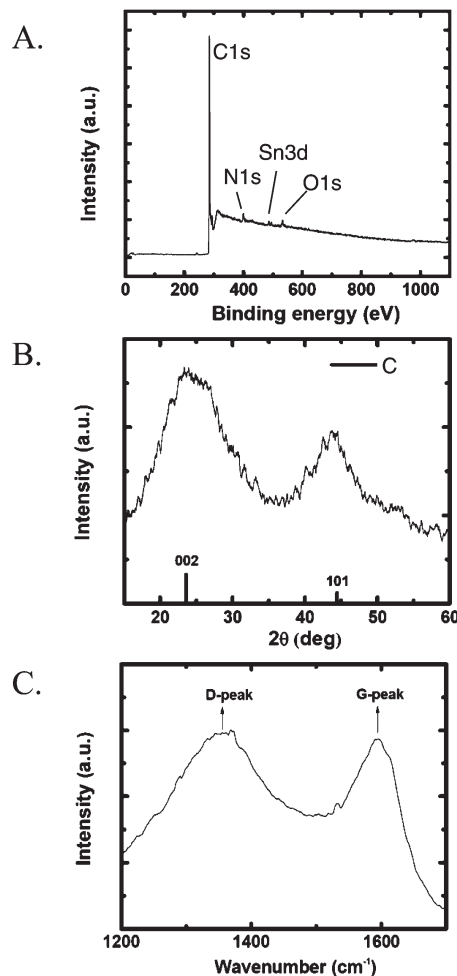 A.
C1s
N1s
Sn3d
O1s
Intensity (a.u.)
0 200 400 600 800 1000
Binding energy (eV)
B.
C
Intensity (a.u.)
002
101
20 30 40 50 60
2θ (deg)
C.
D-peak
G-peak
Intensity (a.u.)
1200 1400 1600
Wavenumber (cm⁻¹)